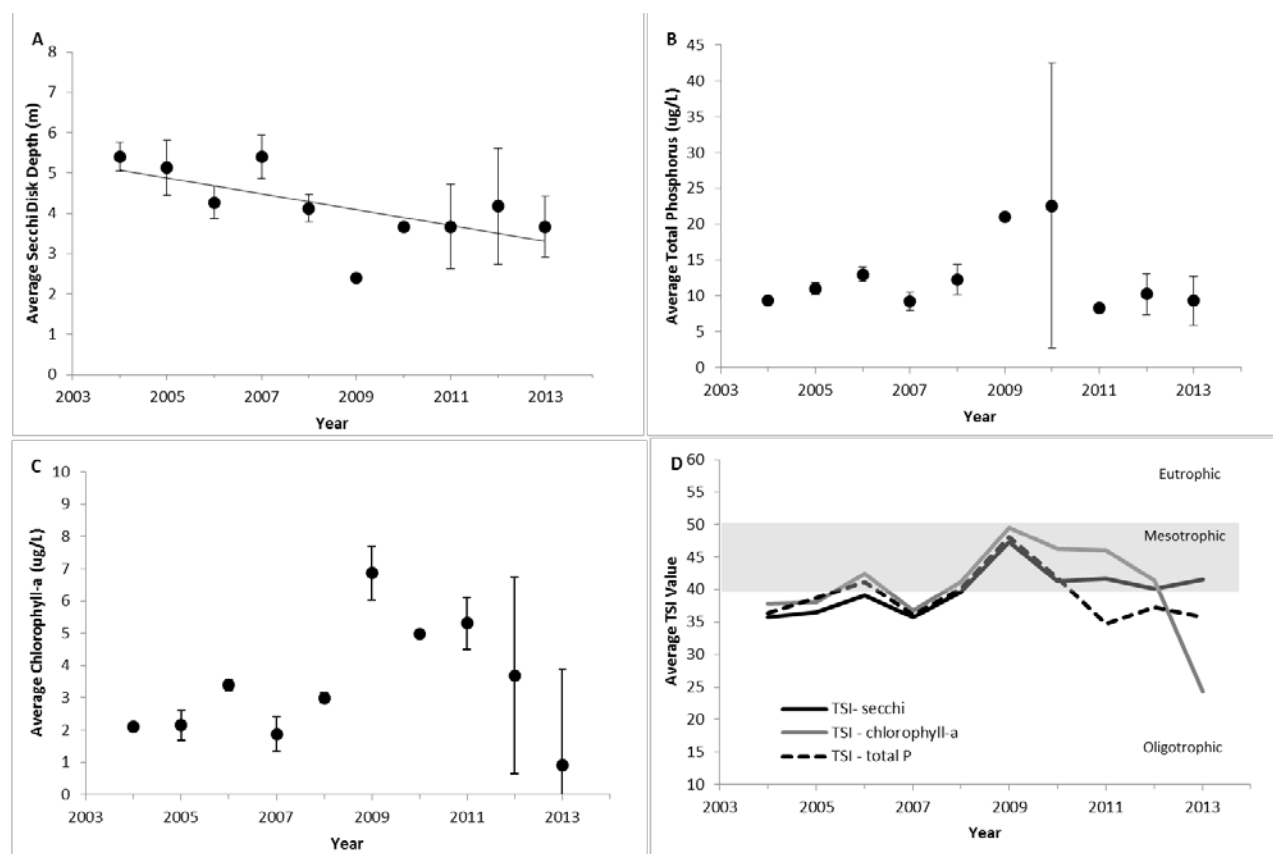 A
Average Secchi Disk Depth (m)
8
7
6
5
4
3
2
1
0
2003 2005 2007 2009 2011 2013
Year
B
Average Total Phosphorus (ug/L)
45
40
35
30
25
20
15
10
5
0
2003 2005 2007 2009 2011 2013
Year
C
Average Chlorophyll-a (ug/L)
10
9
8
7
6
5
4
3
2
1
0
2003 2005 2007 2009 2011 2013
Year
D
Average TSI Value
60
55
50
45
40
35
30
25
20
15
10
Eutrophic
Mesotrophic
Oligotrophic
TSI- secchi
TSI - chlorophyll-a
TSI - total P
2003 2005 2007 2009 2011 2013
Year